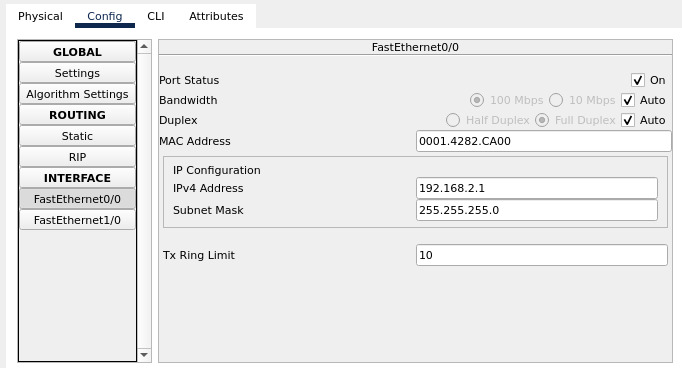 Physical Config CLI Attributes
GLOBAL
Settings
Algorithm Settings
ROUTING
Static
RIP
INTERFACE
FastEthernet0/0
FastEthernet1/0
FastEthernet0/0
Port Status On
Bandwidth 100 Mbps 10 Mbps Auto
Duplex Half Duplex Full Duplex Auto
MAC Address 0001.4282.CA00
IP Configuration
IPv4 Address 192.168.2.1
Subnet Mask 255.255.255.0
Tx Ring Limit 10